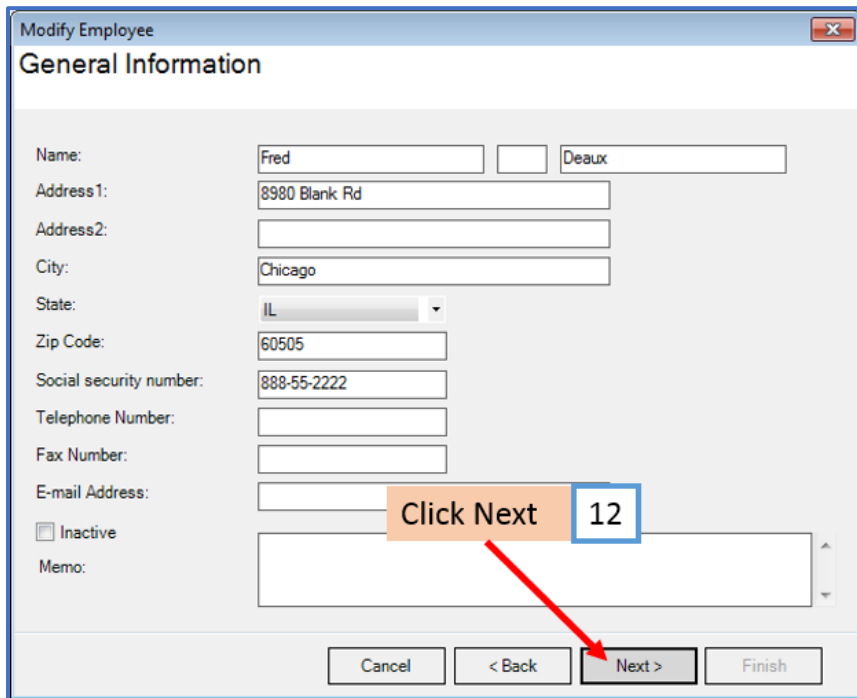 Modify Employee
General Information
Name: Fred Deaux
Address1: 8980 Blank Rd
Address2:
City: Chicago
State: IL
Zip Code: 60505
Social security number: 888-55-2222
Telephone Number:
Fax Number:
E-mail Address:
Click Next 12
Inactive
Memo:
Cancel < Back Next > Finish